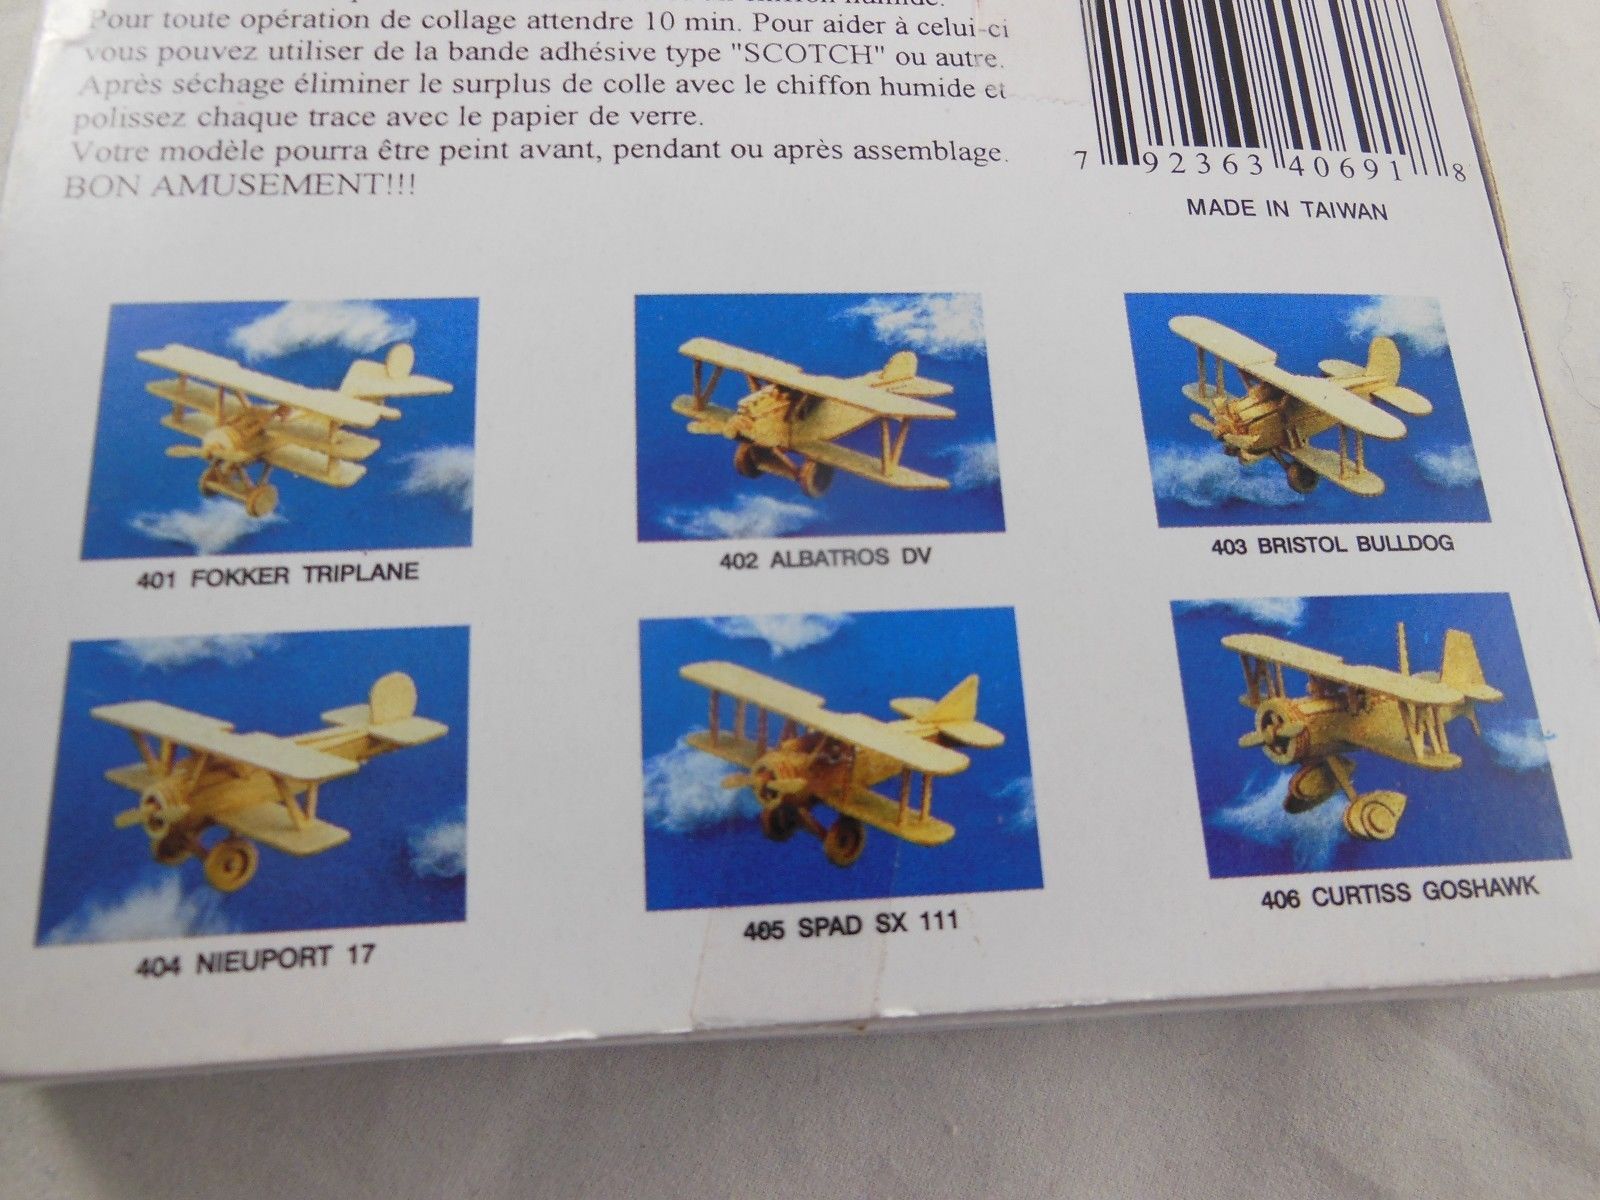 chiffon humide.
Pour toute opération de collage attendre 10 min. Pour aider à celui-ci
vous pouvez utiliser de la bande adhésive type "SCOTCH" ou autre.
Après séchage éliminer le surplus de colle avec le chiffon humide et
polissez chaque trace avec le papier de verre.
Votre modèle pourra être peint avant, pendant ou après assemblage.
BON AMUSEMENT!!!
7 92363 40691 8
MADE IN TAIWAN
401 FOKKER TRIPLANE
402 ALBATROS DV
403 BRISTOL BULLDOG
404 NIEUPORT 17
405 SPAD SX 111
406 CURTISS GOSHAWK